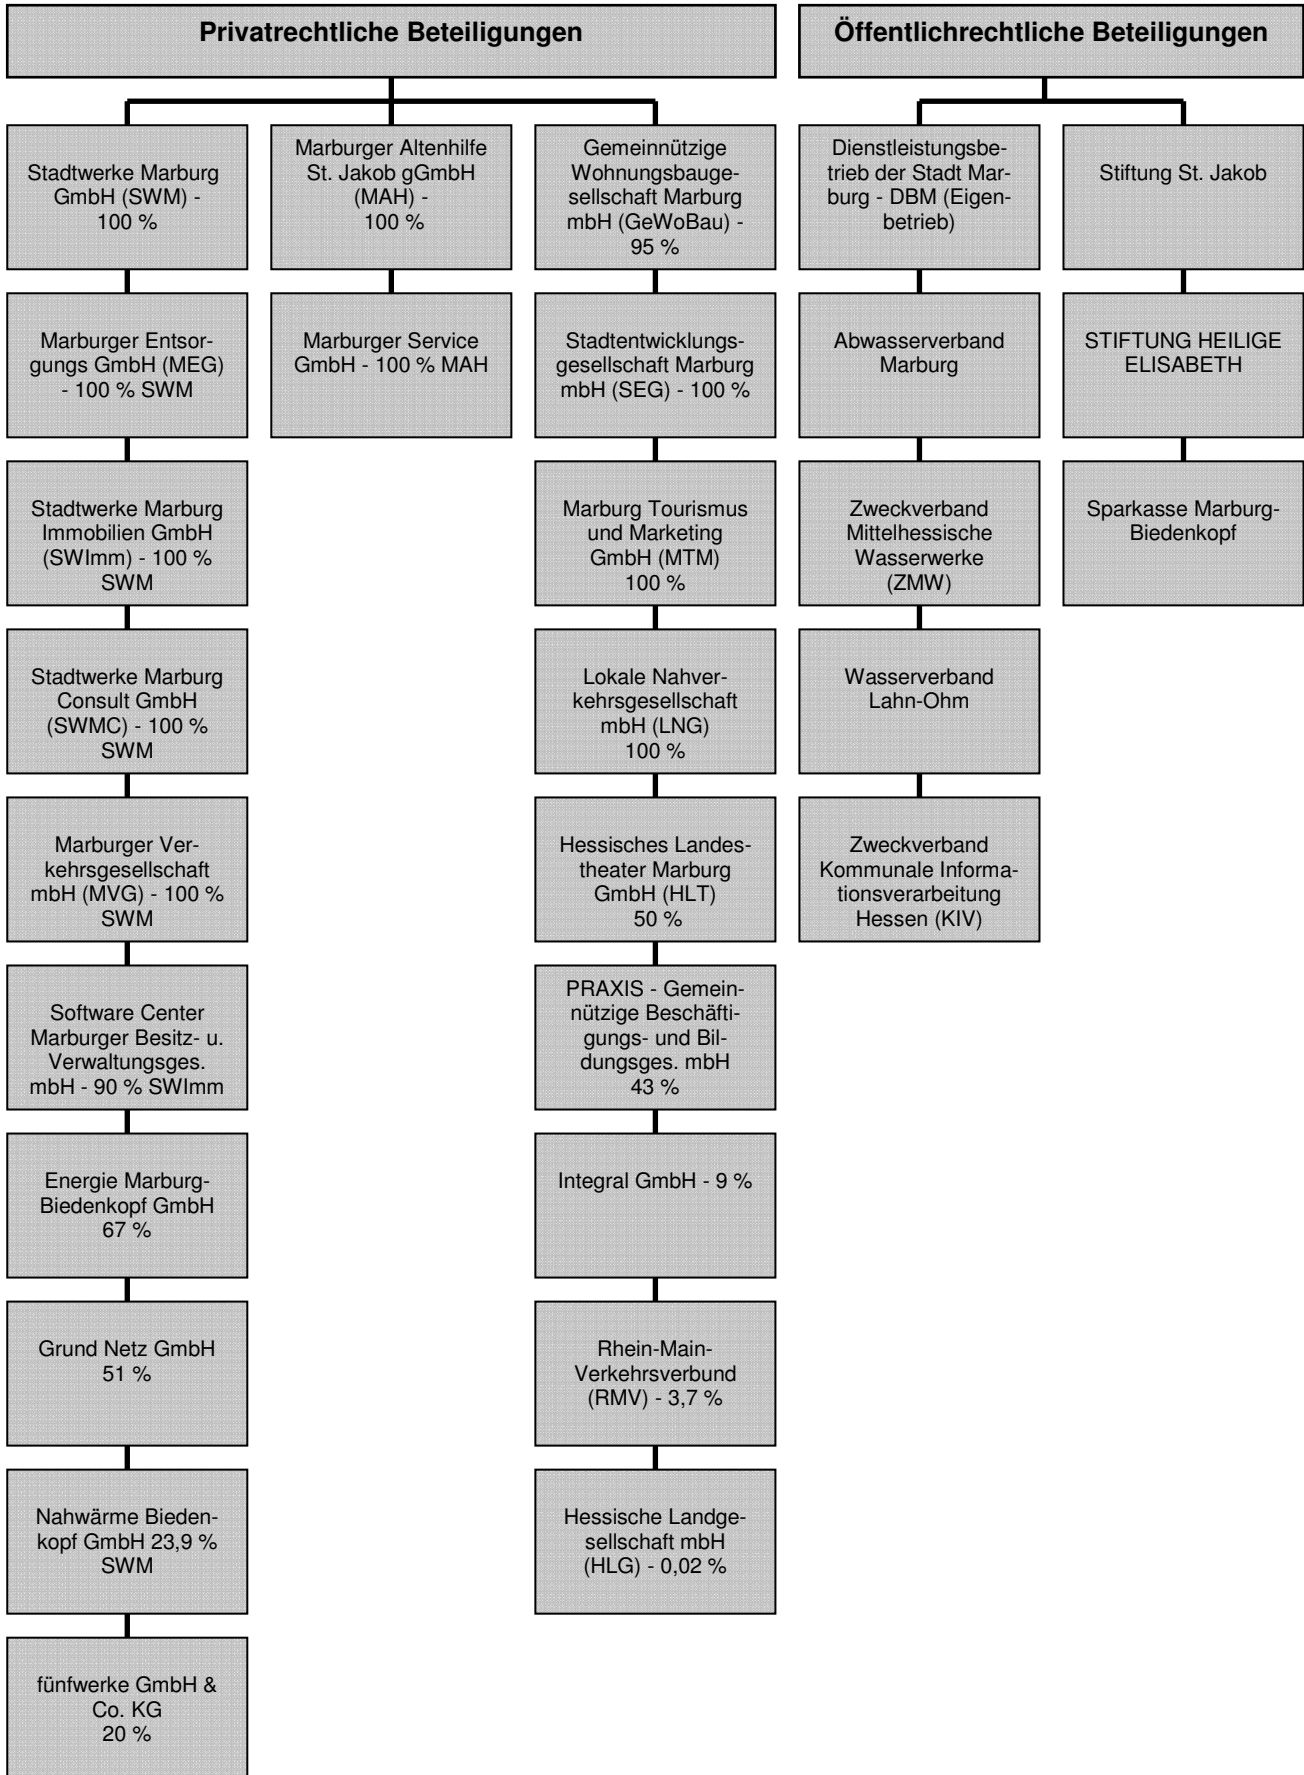 Privatrechtliche Beteiligungen
Stadtwerke Marburg
GmbH (SWM) -
100 %
Marburger Entsor-
gungs GmbH (MEG)
- 100 % SWM
Stadtwerke Marburg
Immobilien GmbH
(SWImm) - 100 %
SWM
Stadtwerke Marburg
Consult GmbH
(SWMC) - 100 %
SWM
Marburger Ver-
kehrsgesellschaft
mbH (MVG) - 100 %
SWM
Software Center
Marburger Besitz- u.
Verwaltungsges.
mbH - 90 % SWImm
Energie Marburg-
Biedenkopf GmbH
67 %
Grund Netz GmbH
51 %
Nahwärme Bieden-
kopf GmbH 23,9 %
SWM
fünfwerke GmbH &
Co. KG
20 %
Marburger Altenhilfe
St. Jakob gGmbH
(MAH) -
100 %
Marburger Service
GmbH - 100 % MAH
Gemeinnützige
Wohnungsbauge-
sellschaft Marburg
mbH (GeWoBau) -
95 %
Stadtentwicklungs-
gesellschaft Marburg
mbH (SEG) - 100 %
Marburg Tourismus
und Marketing
GmbH (MTM)
100 %
Lokale Nahver-
kehrsgesellschaft
mbH (LNG)
100 %
Hessisches Landes-
theater Marburg
GmbH (HLT)
50 %
PRAXIS - Gemein-
nützige Beschäfti-
gungs- und Bil-
dungsges. mbH
43 %
Integral GmbH - 9 %
Rhein-Main-
Verkehrsverbund
(RMV) - 3,7 %
Hessische Landge-
sellschaft mbH
(HLG) - 0,02 %
Öffentlichrechtliche Beteiligungen
Dienstleistungsbe-
trieb der Stadt Mar-
burg - DBM (Eigen-
betrieb)
Abwasserverband
Marburg
Zweckverband
Mittelhessische
Wasserwerke
(ZMW)
Wasserverband
Lahn-Ohm
Zweckverband
Kommunale Informa-
tionsverarbeitung
Hessen (KIV)
Stiftung St. Jakob
STIFTUNG HEILIGE
ELISABETH
Sparkasse Marburg-
Biedenkopf